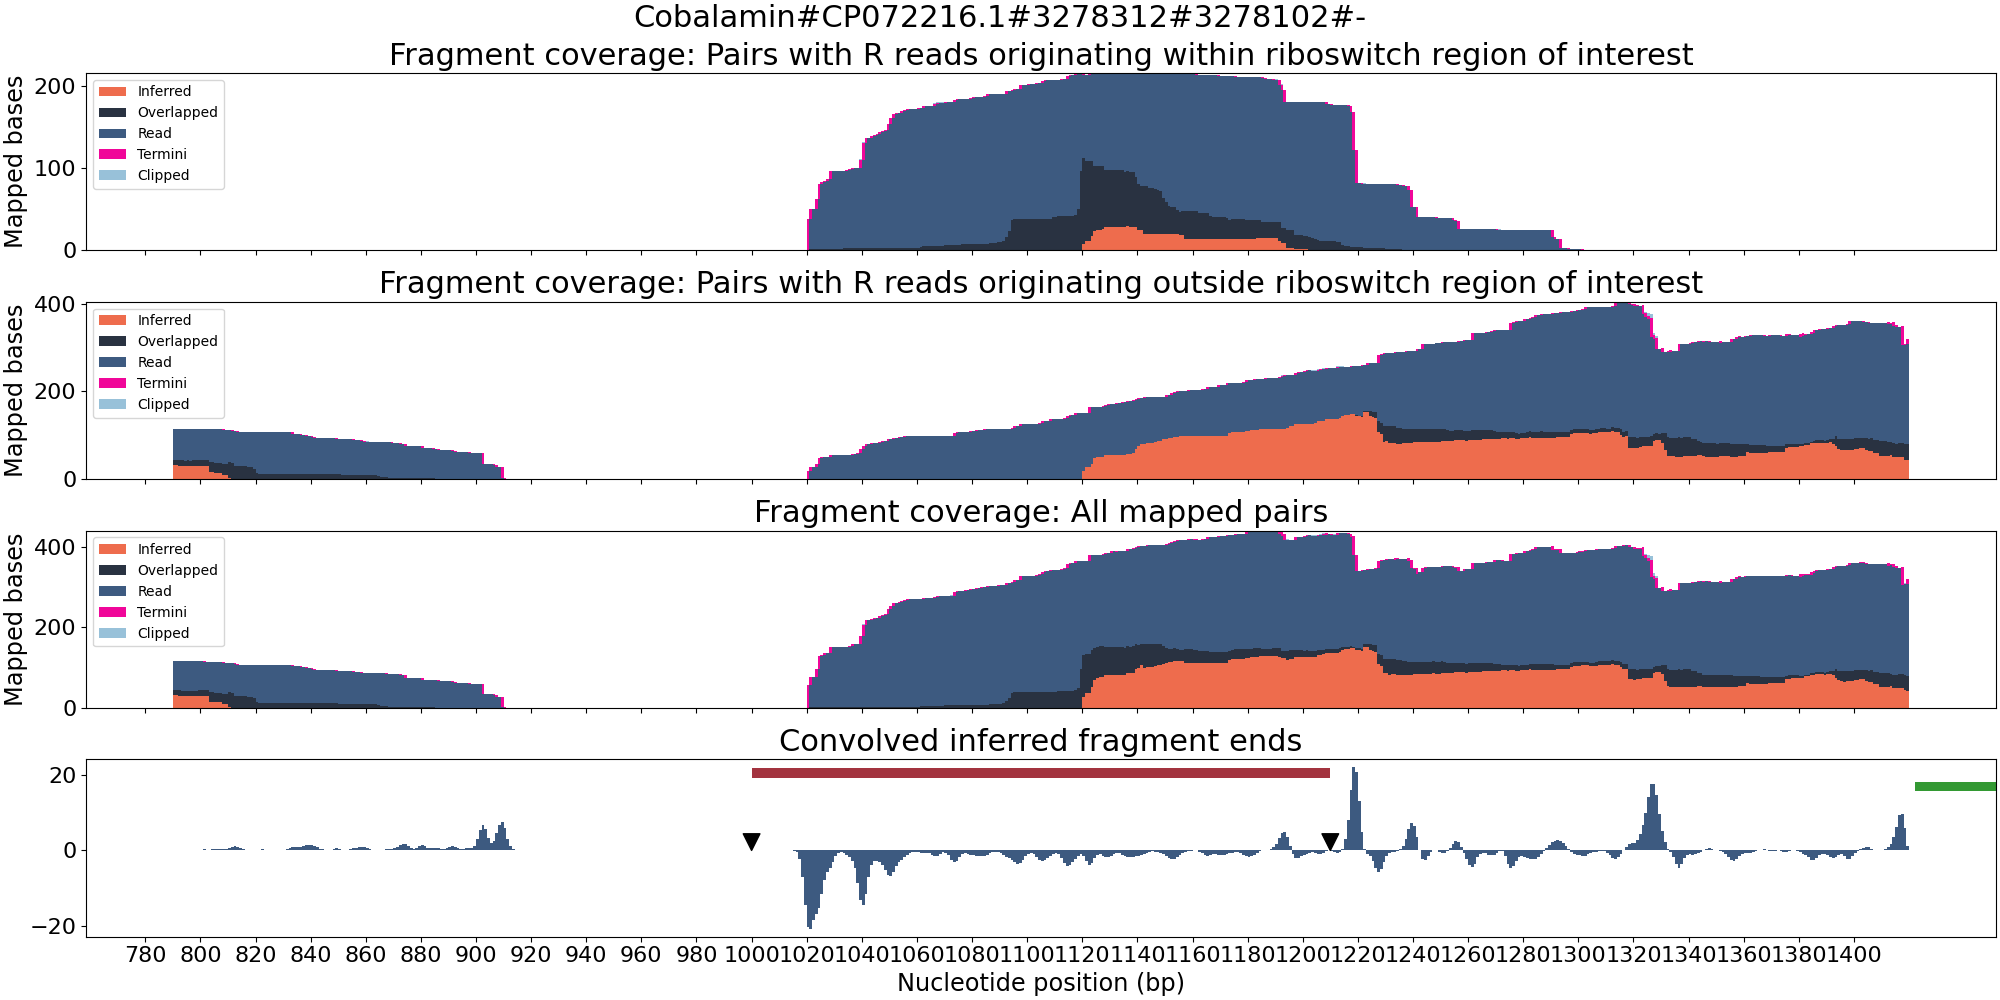 Cobalamin#CP072216.1#3278312#3278102#-
Fragment coverage: Pairs with R reads originating within riboswitch region of interest
Mapped bases
200
100
0
Inferred
Overlapped
Read
Termini
Clipped
Fragment coverage: Pairs with R reads originating outside riboswitch region of interest
Mapped bases
400
200
0
Inferred
Overlapped
Read
Termini
Clipped
Fragment coverage: All mapped pairs
Mapped bases
400
200
0
Inferred
Overlapped
Read
Termini
Clipped
Convolved inferred fragment ends
20
0
−20
780 800 820 840 860 880 900 920 940 960 980 1000 1020 1040 1060 1080 1100 1120 1140 1160 1180 1200 1220 1240 1260 1280 1300 1320 1340 1360 1380 1400
Nucleotide position (bp)